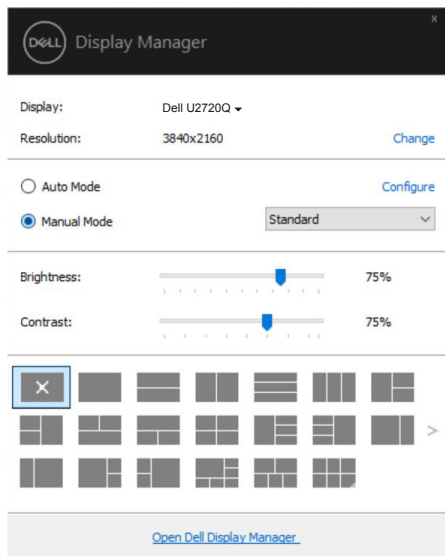 x
DELL Display Manager
Display: Dell U2720Q
Resolution: 3840x2160 Change
Auto Mode Configure
Manual Mode Standard
Brightness: 75%
Contrast: 75%
Open Dell Display Manager